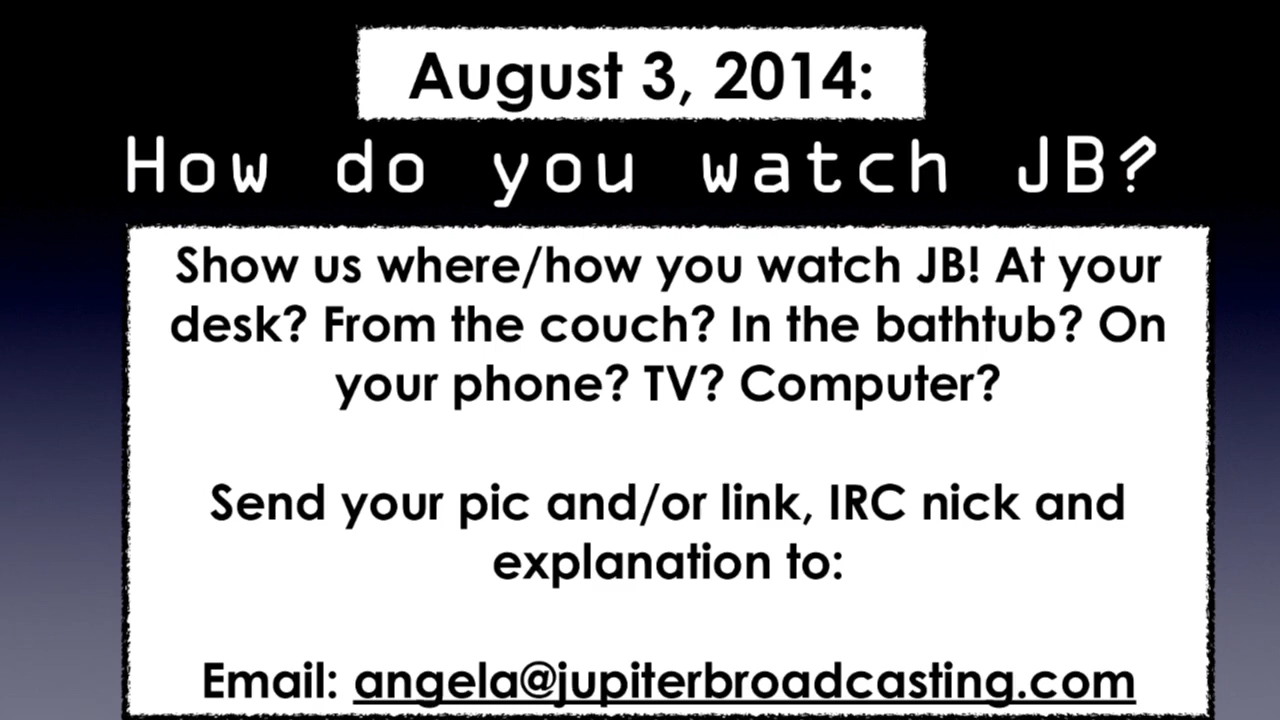 August 3, 2014:
How do you watch JB?
Show us where/how you watch JB! At your
desk? From the couch? In the bathtub? On
your phone? TV? Computer?
Send your pic and/or link, IRC nick and
explanation to:
Email: angela@jupiterbroadcasting.com